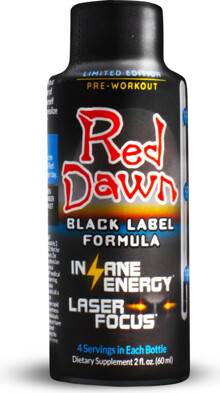 LIMITED EDITION
PRE-WORKOUT
Red
Dawn
BLACK LABEL
FORMULA
INSANE
ENERGY*
LASER
FOCUS*
4 Servings in Each Bottle
Dietary Supplement 2 fl. oz. (60 ml)